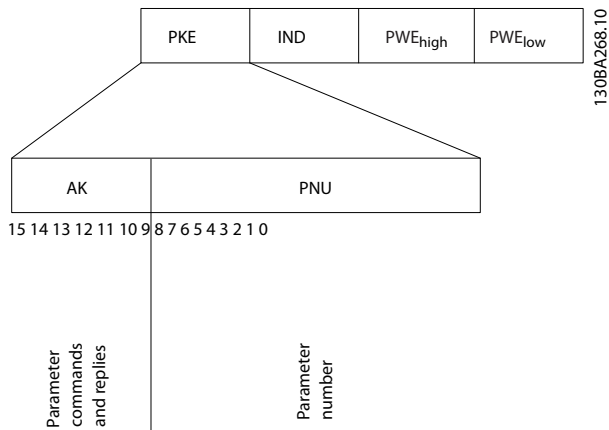 PKE IND PWEhigh PWElow
130BA268.10
AK PNU
15 14 13 12 11 10 9 8 7 6 5 4 3 2 1 0
Parameter
commands
and replies
Parameter
number